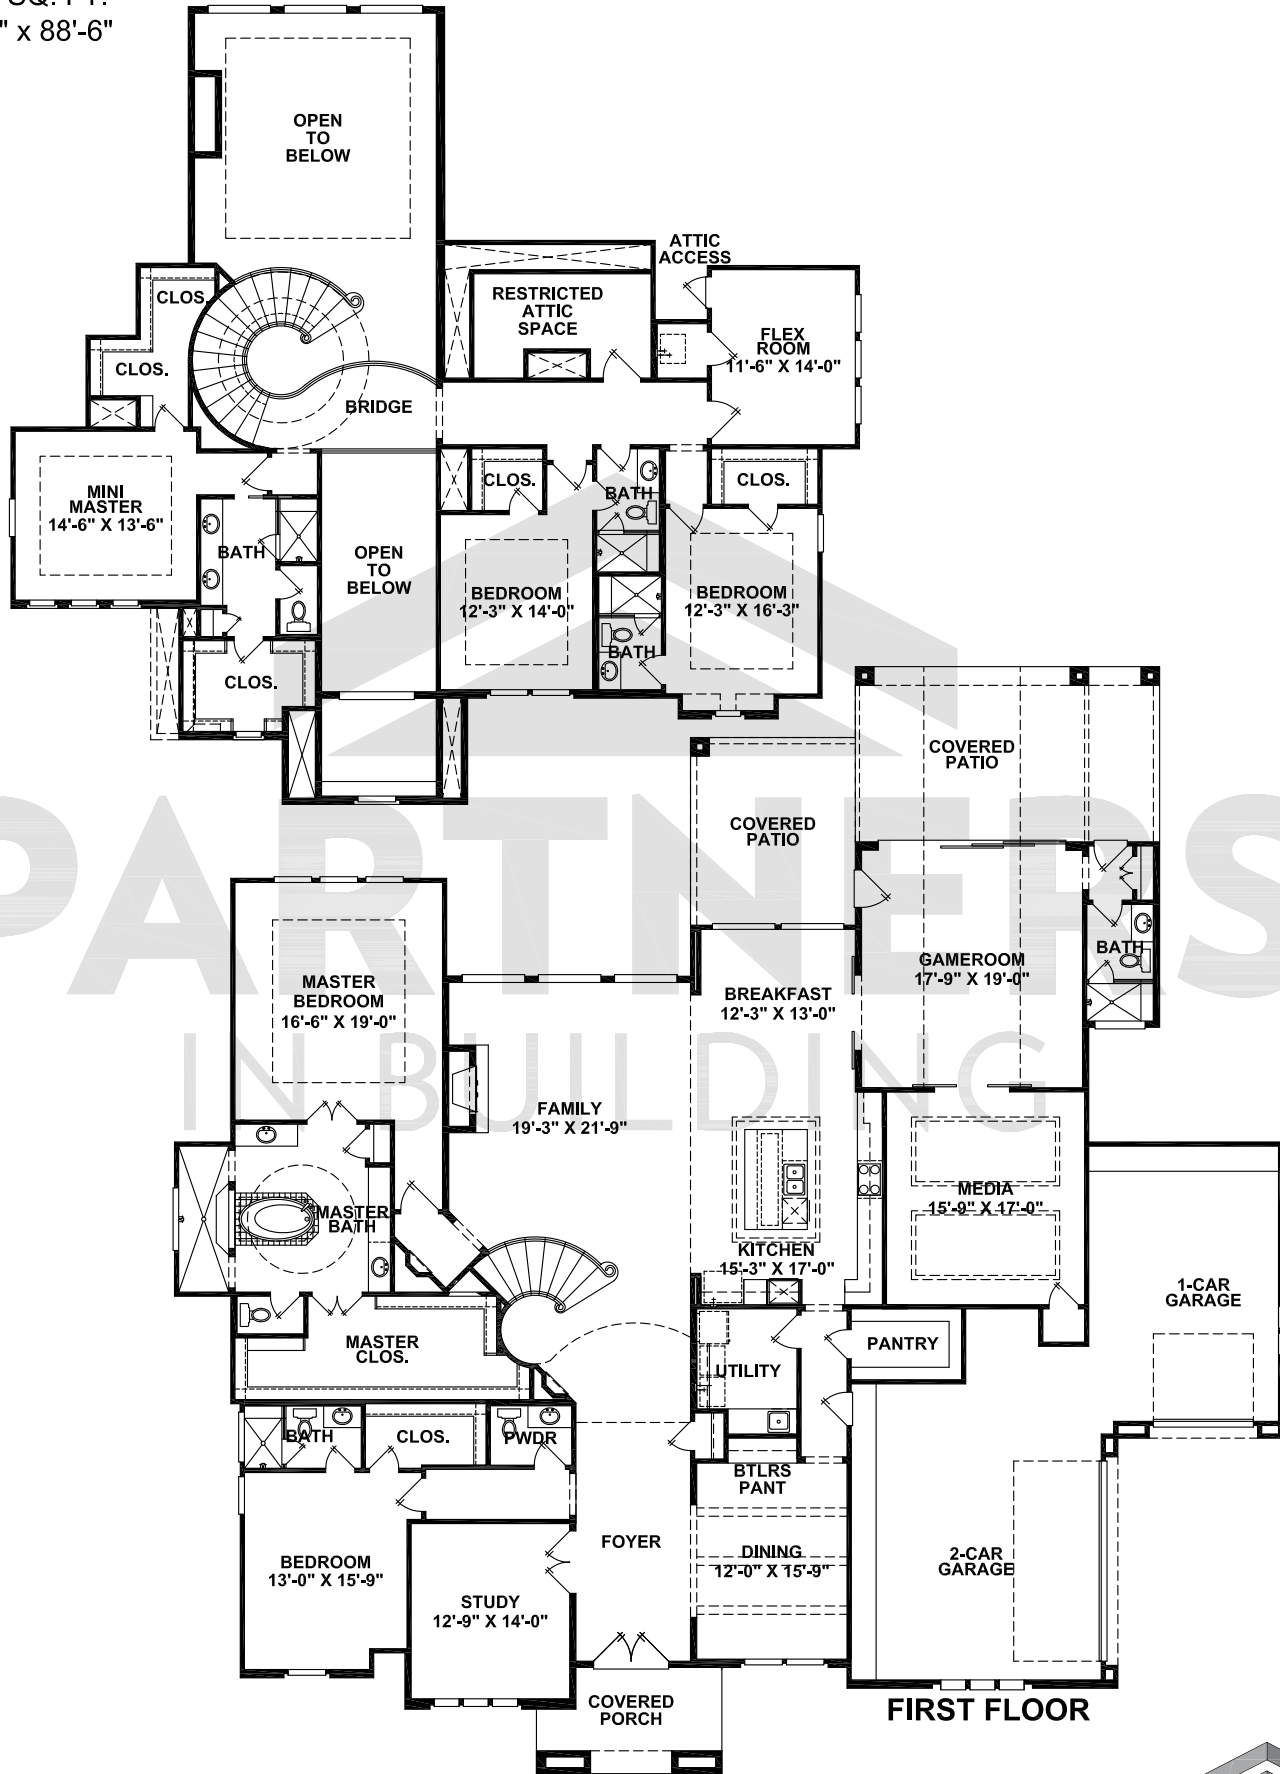 SQ. FT.
" x 88'-6"
OPEN
TO
BELOW
ATTIC
ACCESS
CLOS.
RESTRICTED
ATTIC
SPACE
FLEX
ROOM
11'-6" X 14'-0"
CLOS.
BRIDGE
MINI
MASTER
14'-6" X 13'-6"
CLOS.
BATH
CLOS.
BATH
OPEN
TO
BELOW
BEDROOM
12'-3" X 14'-0"
BEDROOM
12'-3" X 16'-3"
BATH
CLOS.
COVERED
PATIO
COVERED
PATIO
PARTNERS
IN BUILDING
MASTER
BEDROOM
16'-6" X 19'-0"
BREAKFAST
12'-3" X 13'-0"
GAMEROOM
17'-9" X 19'-0"
BATH
FAMILY
19'-3" X 21'-9"
MASTER
BATH
MEDIA
15'-9" X 17'-0"
KITCHEN
15'-3" X 17'-0"
1-CAR
GARAGE
MASTER
CLOS.
UTILITY
PANTRY
BATH
CLOS.
PWDR
BTLRS
PANT
BEDROOM
13'-0" X 15'-9"
FOYER
DINING
12'-0" X 15'-9"
2-CAR
GARAGE
STUDY
12'-9" X 14'-0"
COVERED
PORCH
FIRST FLOOR